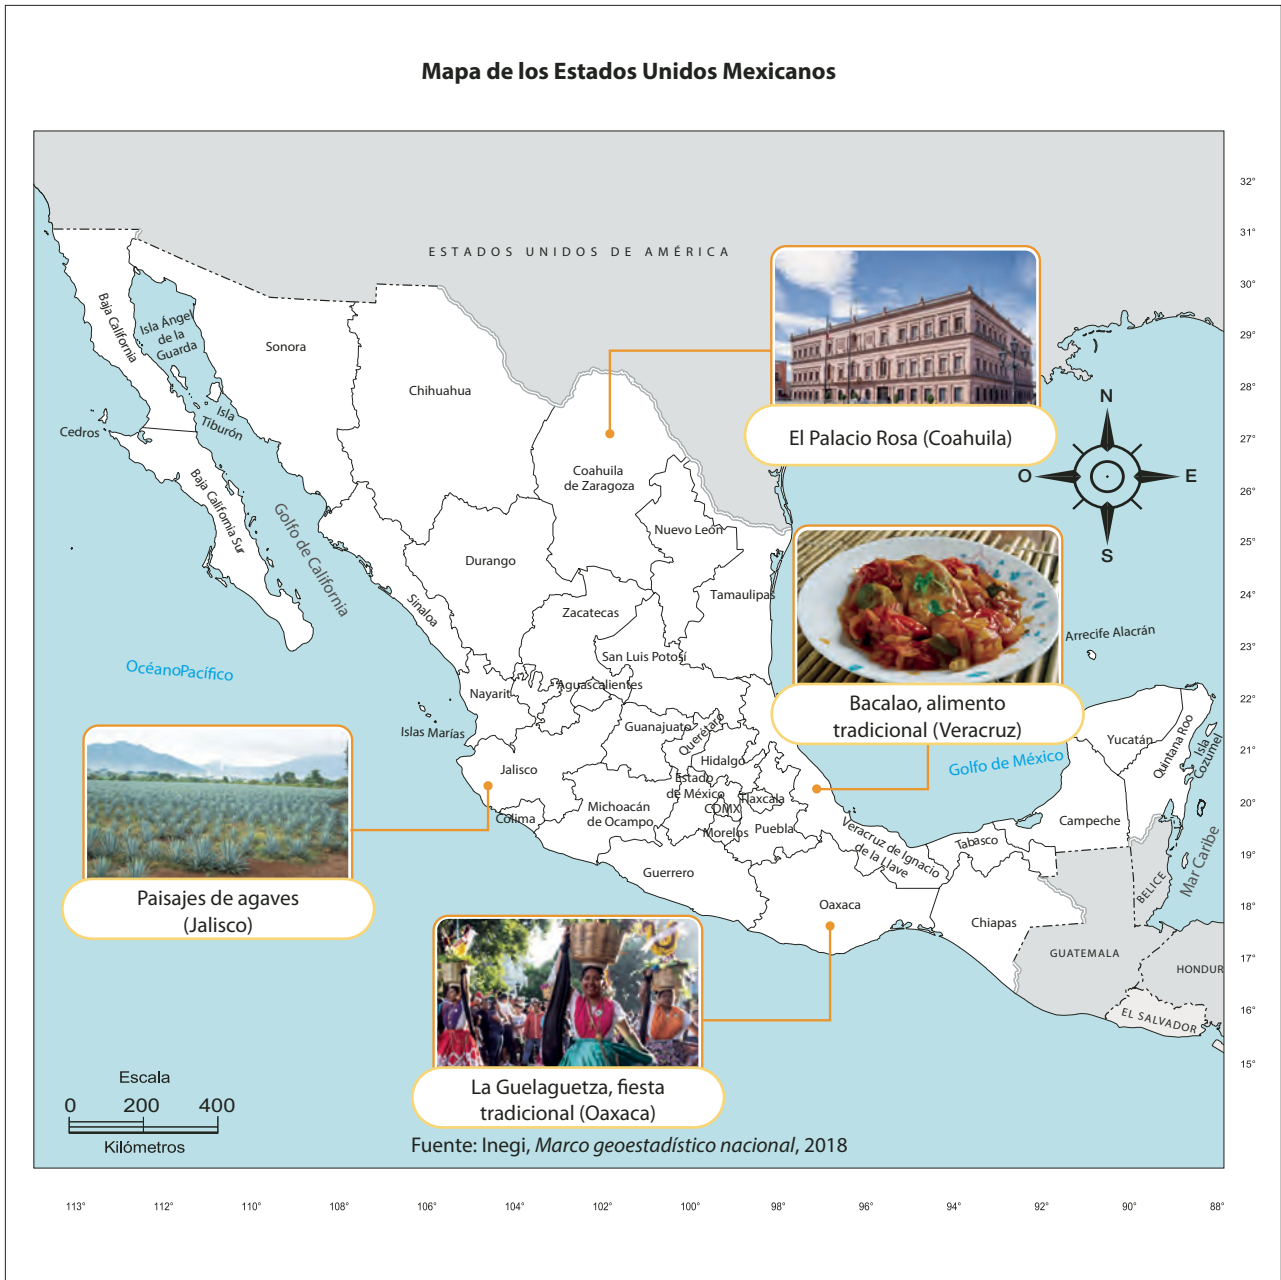 Mapa de los Estados Unidos Mexicanos
ESTADOS UNIDOS DE AMÉRICA
Baja California
Isla Ángel
de la
Guarda
Sonora
Chihuahua
Isla
Tiburón
Cedros
Baja California Sur
Golfo de California
Coahuila
de Zaragoza
Nuevo León
Durango
Sinaloa
Zacatecas
Tamaulipas
San Luis Potosí
OcéanoPacífico
Nayarit
Aguascalientes
Islas Marías
Guanajuato
Querétaro
Hidalgo
Jalisco
Estado
de México
CDMX
Tlaxcala
Colima
Michoacán
de Ocampo
Morelos
Puebla
Veracruz de Ignacio
de la Llave
Guerrero
Oaxaca
Tabasco
Chiapas
Campeche
Yucatán
Quintana Roo
Isla
Cozumel
Mar Caribe
Golfo de México
Arrecife Alacrán
BELICE
GUATEMALA
HONDUR
EL SALVADOR
El Palacio Rosa (Coahuila)
Bacalao, alimento
tradicional (Veracruz)
Paisajes de agaves
(Jalisco)
La Guelaguetza, fiesta
tradicional (Oaxaca)
N
O
E
S
32°
31°
30°
29°
28°
27°
26°
25°
24°
23°
22°
21°
20°
19°
18°
17°
16°
15°
Escala
0 200 400
Kilómetros
Fuente: Inegi, Marco geoestadístico nacional, 2018
113° 112° 110° 108° 106° 104° 102° 100° 98° 96° 94° 92° 90° 88°